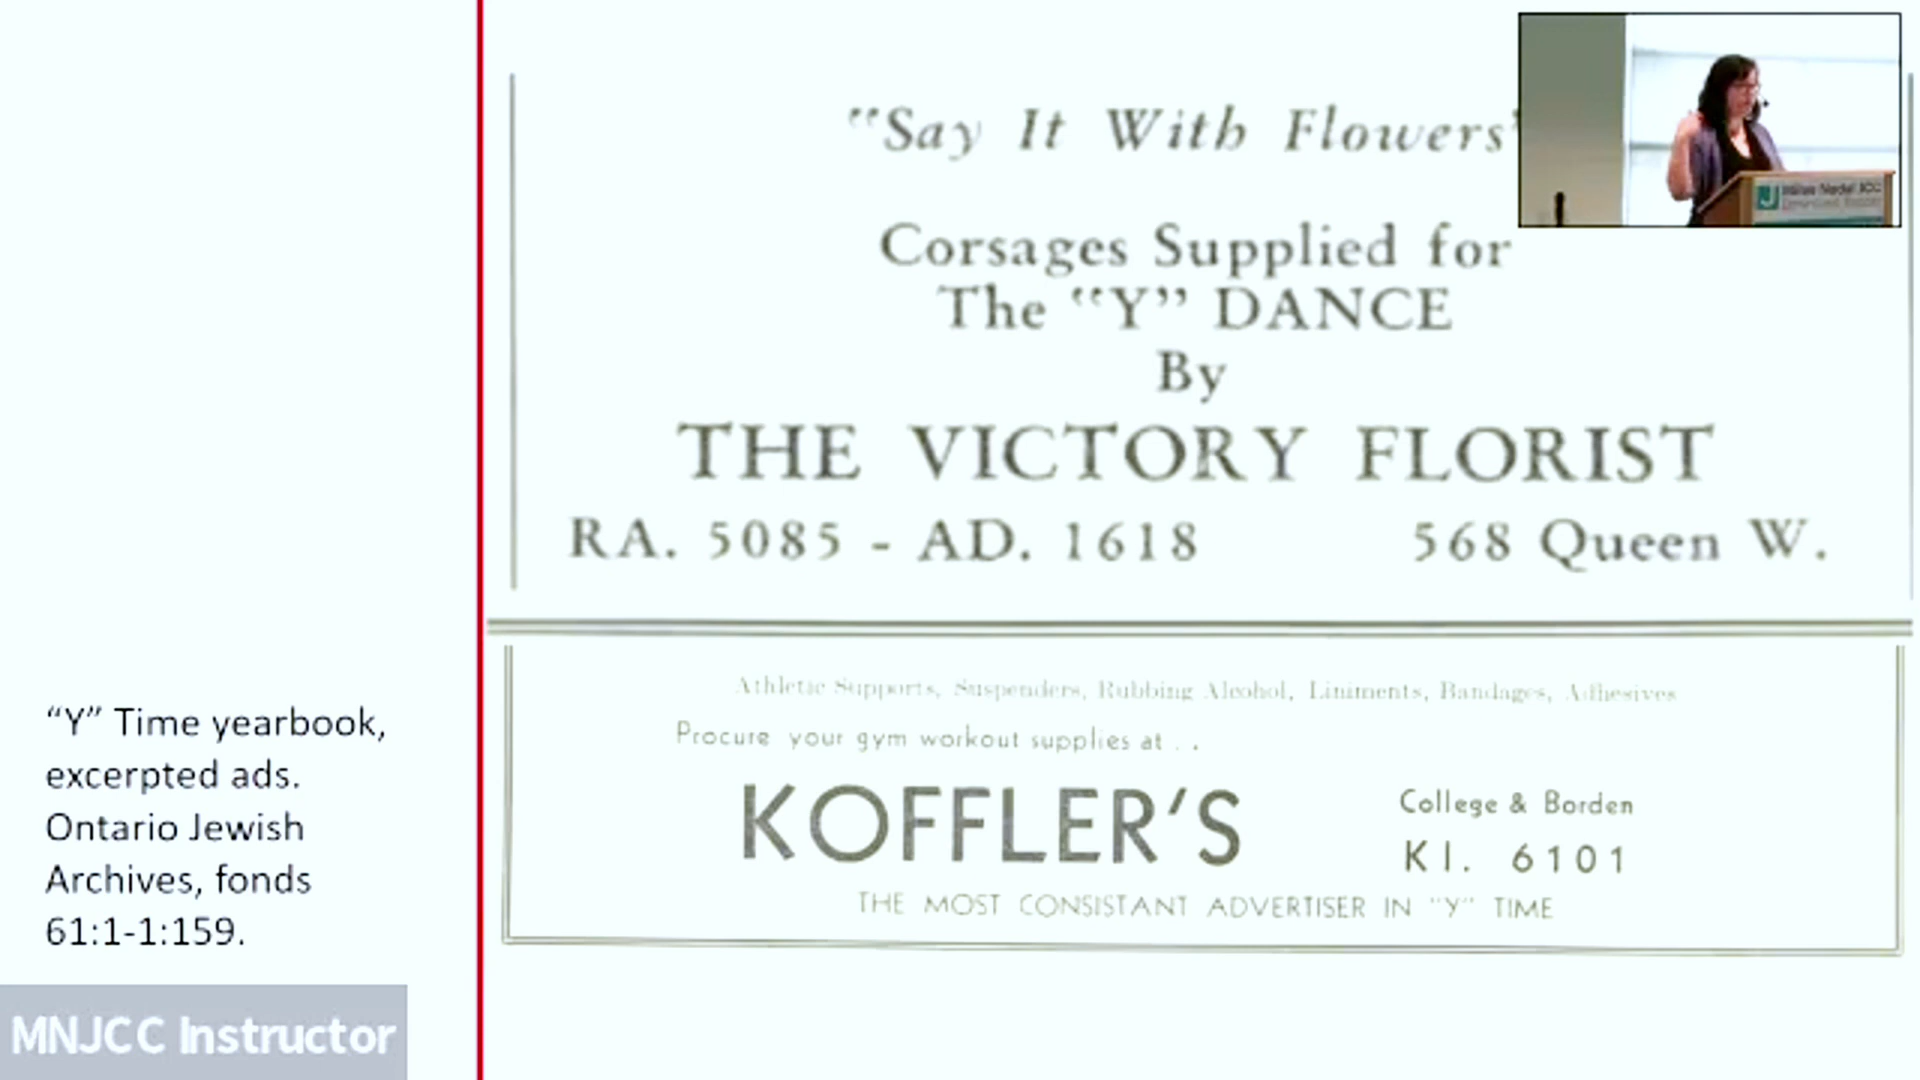 "Say It With Flowers"
Corsages Supplied for
The "Y" DANCE
By
THE VICTORY FLORIST
RA. 5085 - AD. 1618 568 Queen W.
Athletic Supports, Suspenders, Rubbing Alcohol, Liniments, Bandages, Adhesives
Procure your gym workout supplies at . .
KOFFLER'S
College & Borden
KI. 6101
THE MOST CONSISTANT ADVERTISER IN "Y" TIME
"Y" Time yearbook,
excerpted ads.
Ontario Jewish
Archives, fonds
61:1-1:159.
MNJCC Instructor